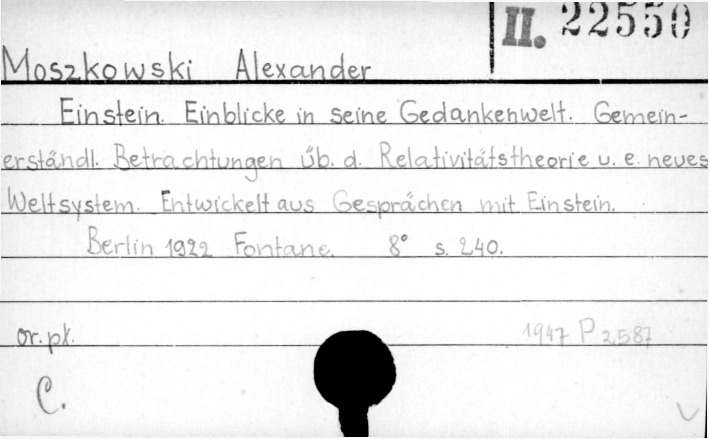 II. 22550
Moszkowski Alexander
Einstein. Einblicke in seine Gedankenwelt. Gemein-
erständl. Betrachtungen üb. d. Relativitätstheorie u. e. neues
Weltsystem. Entwickelt aus Gesprächen mit Einstein.
Berlin 1922 Fontane. 8° s. 240.
or. pł.
1947 P 2587
C.